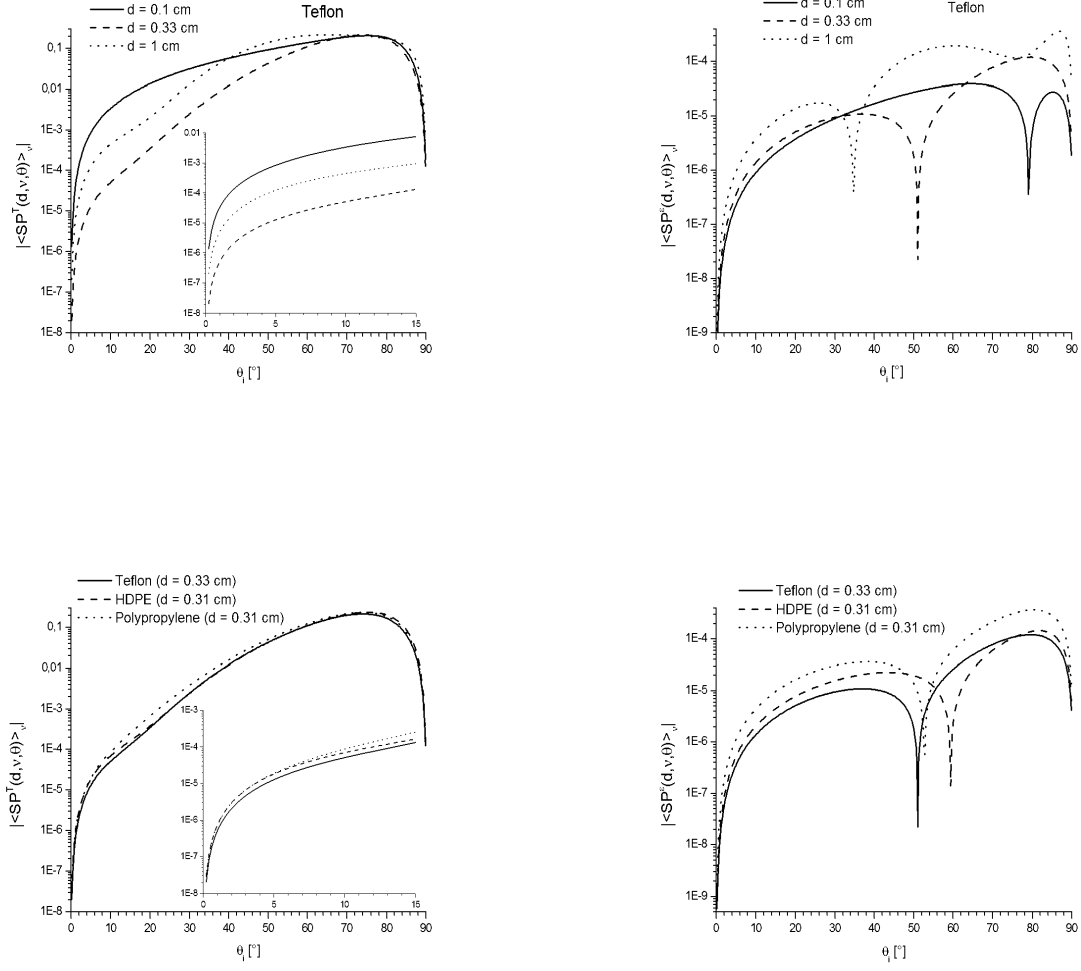 d = 0.1 cm
d = 0.33 cm
d = 1 cm
Teflon
|<SP^T(d,ν,θ)>_ν|
0,1
0,01
1E-3
1E-4
1E-5
1E-6
1E-7
1E-8
0 10 20 30 40 50 60 70 80 90
θ_i [°]
0.01
1E-3
1E-4
1E-5
1E-6
1E-7
1E-8
0 5 10 15
d = 0.1 cm
d = 0.33 cm
d = 1 cm
Teflon
|<SP^ε(d,ν,θ)>_ν|
1E-4
1E-5
1E-6
1E-7
1E-8
1E-9
0 10 20 30 40 50 60 70 80 90
θ_i [°]
Teflon (d = 0.33 cm)
HDPE (d = 0.31 cm)
Polypropylene (d = 0.31 cm)
|<SP^T(d,ν,θ)>_ν|
0,1
0,01
1E-3
1E-4
1E-5
1E-6
1E-7
1E-8
0 10 20 30 40 50 60 70 80 90
θ_i [°]
1E-3
1E-4
1E-5
1E-6
1E-7
1E-8
0 5 10 15
Teflon (d = 0.33 cm)
HDPE (d = 0.31 cm)
Polypropylene (d = 0.31 cm)
|<SP^ε(d,ν,θ)>_ν|
1E-4
1E-5
1E-6
1E-7
1E-8
1E-9
0 10 20 30 40 50 60 70 80 90
θ_i [°]